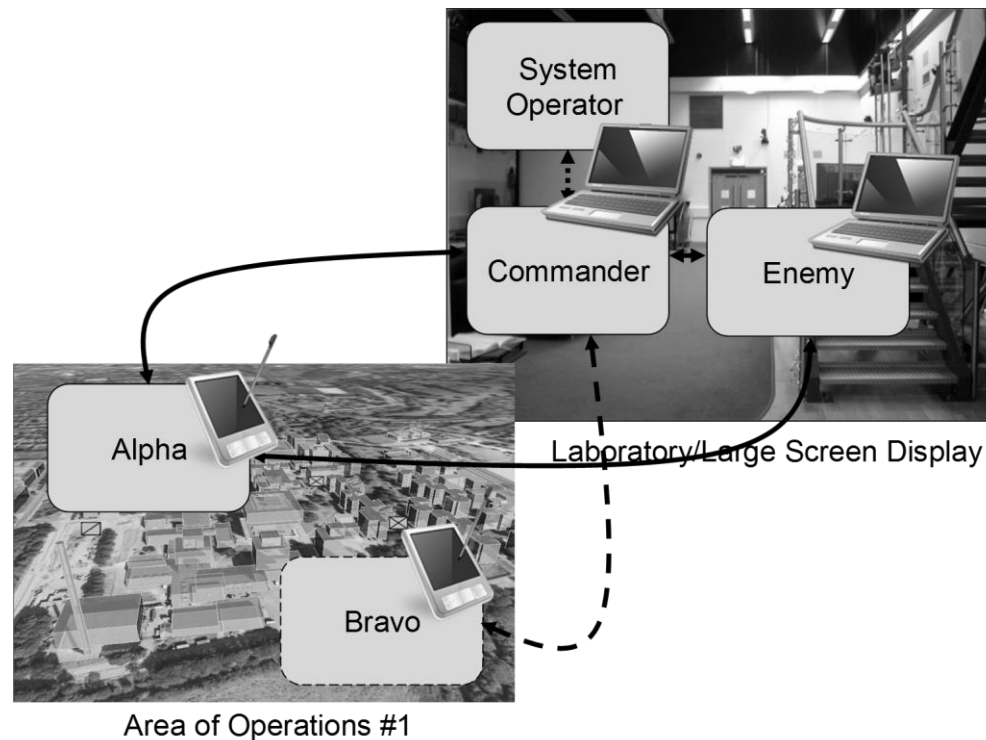 System
Operator
Commander
Enemy
Laboratory/Large Screen Display
Alpha
Bravo
Area of Operations #1